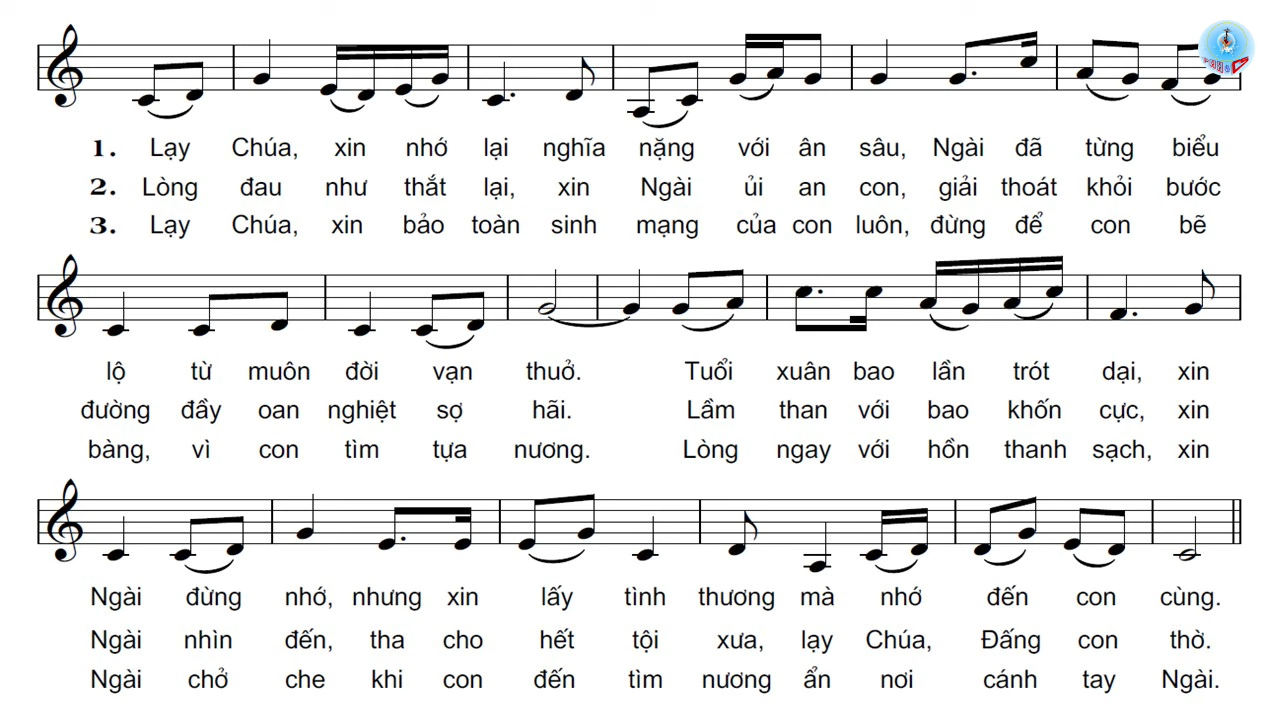 1. Lạy Chúa, xin nhớ lại nghĩa nặng với ân sâu, Ngài đã từng biểu
2. Lòng đau như thắt lại, xin Ngài ủi an con, giải thoát khỏi bước
3. Lạy Chúa, xin bảo toàn sinh mạng của con luôn, đừng để con bẽ
lộ từ muôn đời vạn thuở. Tuổi xuân bao lần trót dại, xin
đường đầy oan nghiệt sợ hãi. Lầm than với bao khốn cực, xin
bàng, vì con tìm tựa nương. Lòng ngay với hồn thanh sạch, xin
Ngài đừng nhớ, nhưng xin lấy tình thương mà nhớ đến con cùng.
Ngài nhìn đến, tha cho hết tội xưa, lạy Chúa, Đấng con thờ.
Ngài chở che khi con đến tìm nương ẩn nơi cánh tay Ngài.